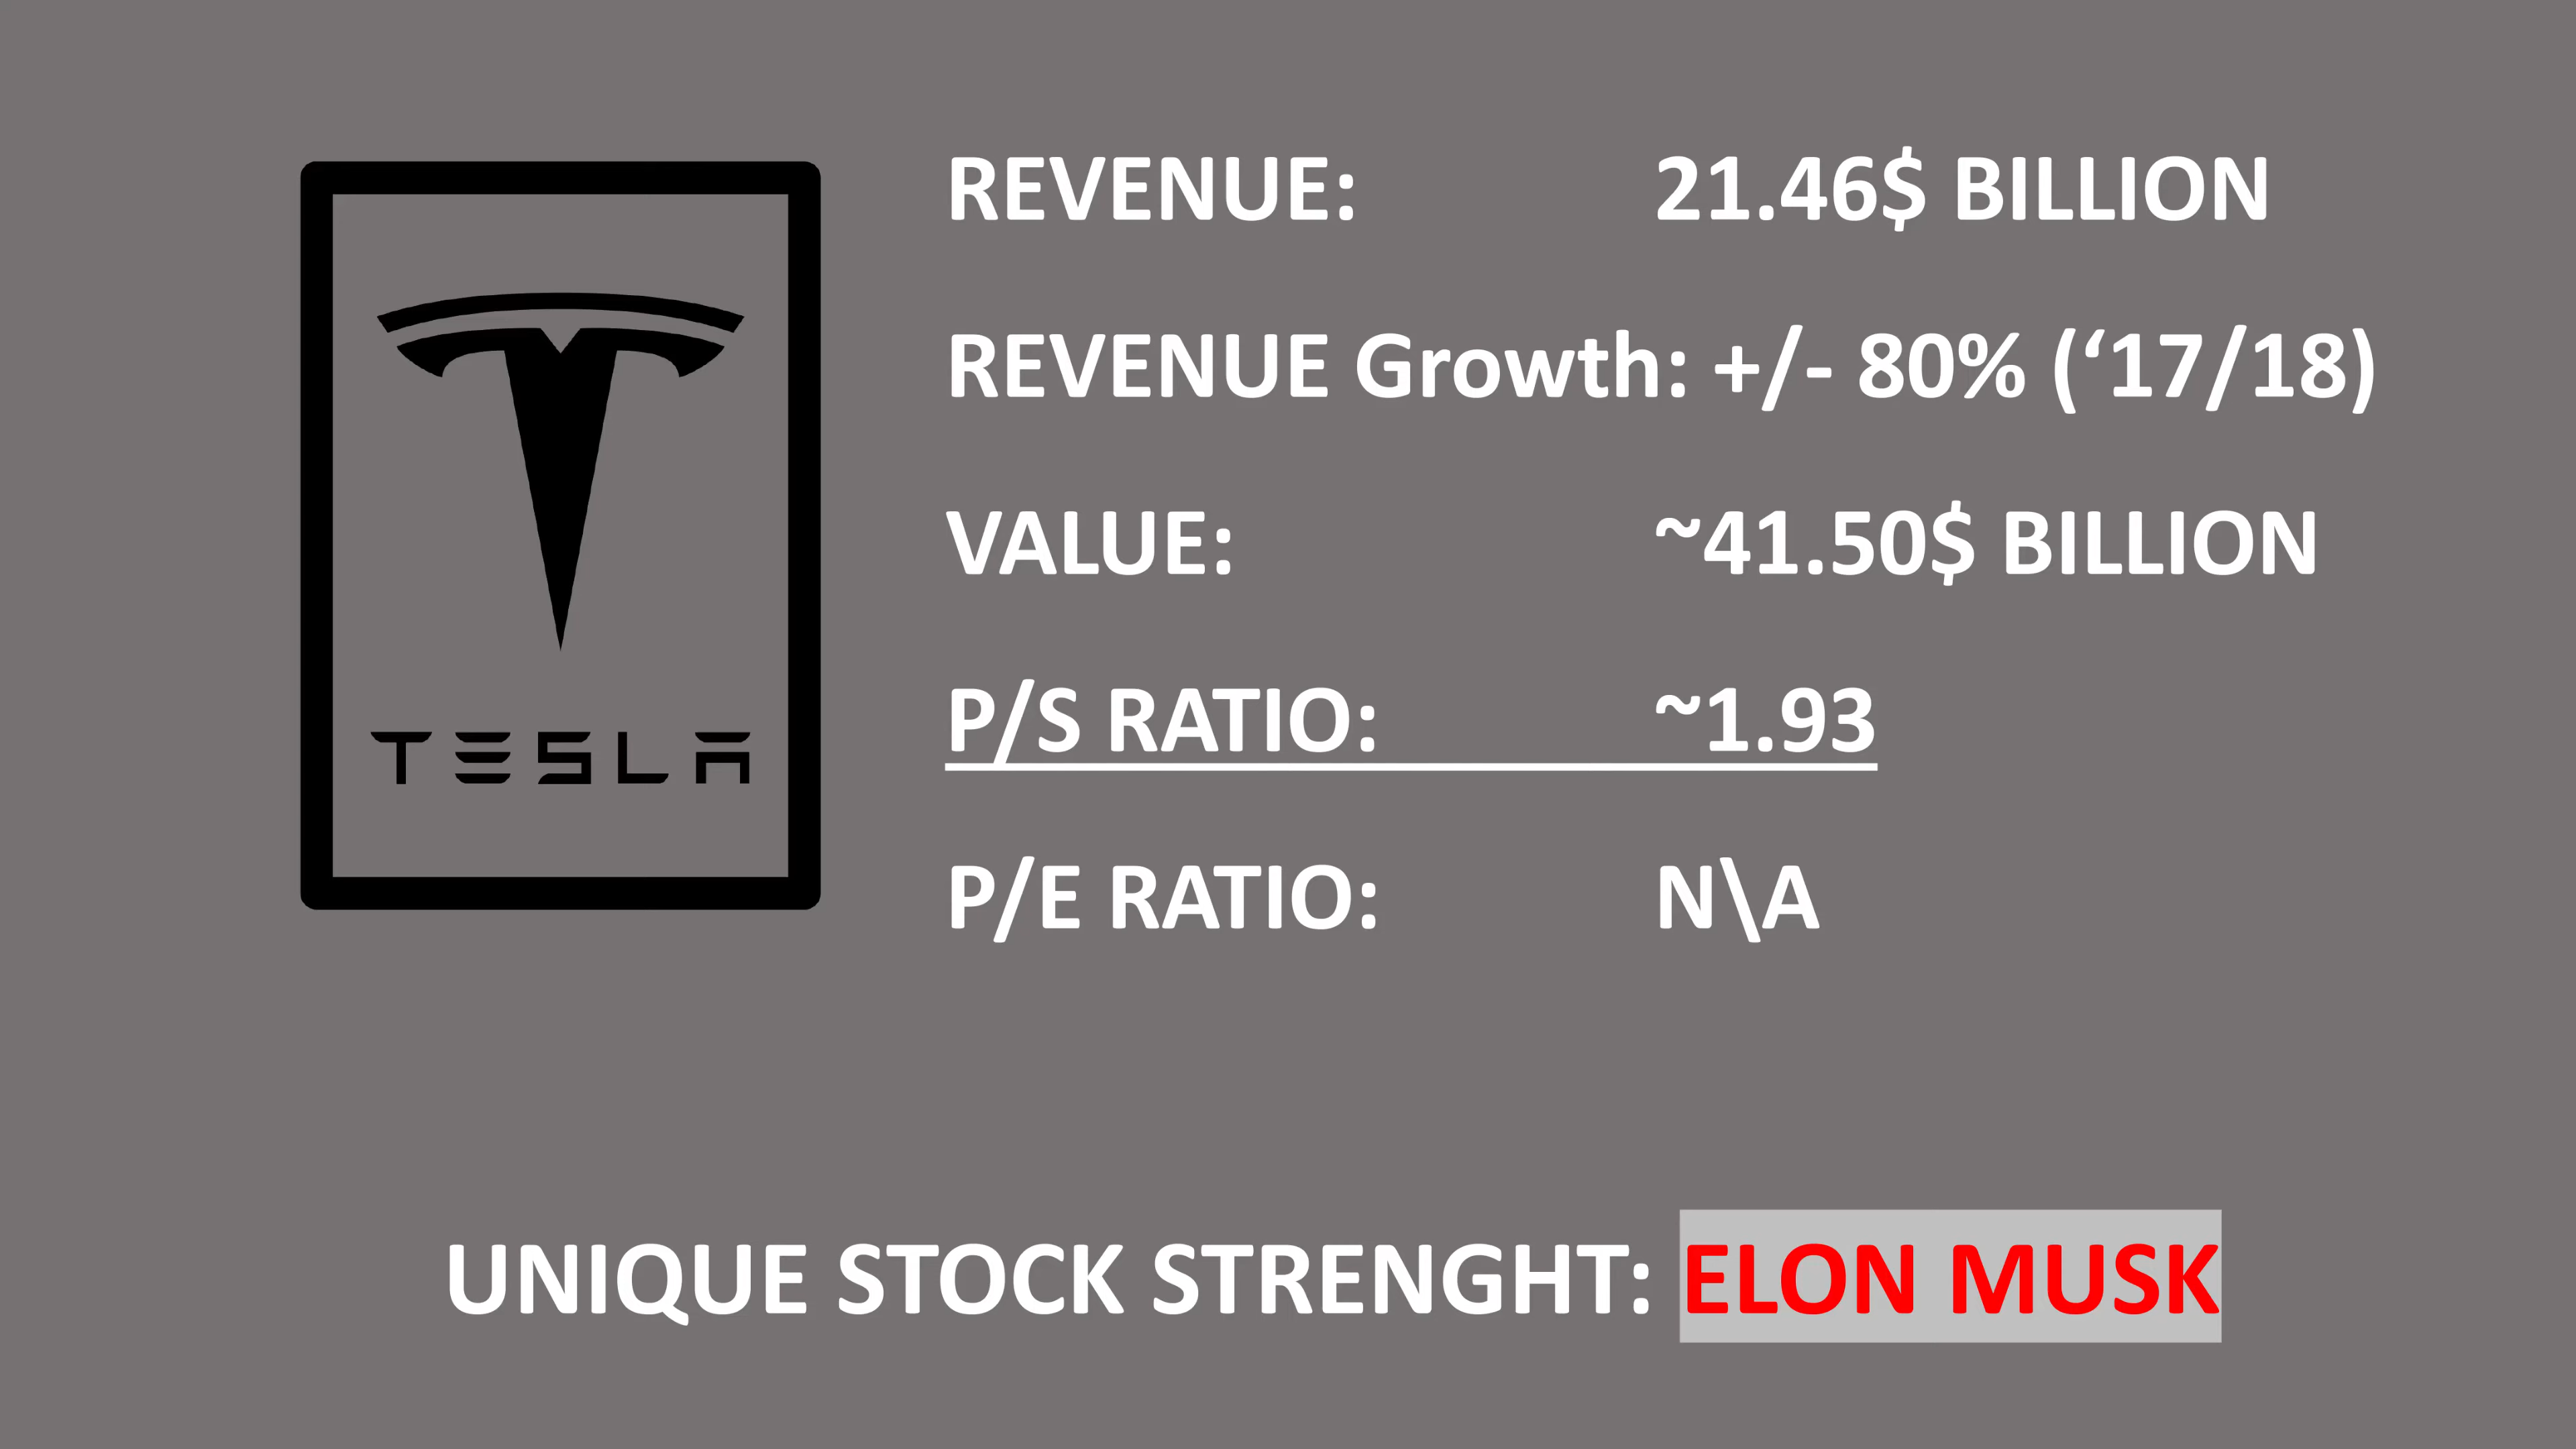 REVENUE: 21.46$ BILLION
REVENUE Growth: +/- 80% (‘17/18)
VALUE: ~41.50$ BILLION
P/S RATIO: ~1.93
P/E RATIO: N\A
TESLA
UNIQUE STOCK STRENGHT: ELON MUSK